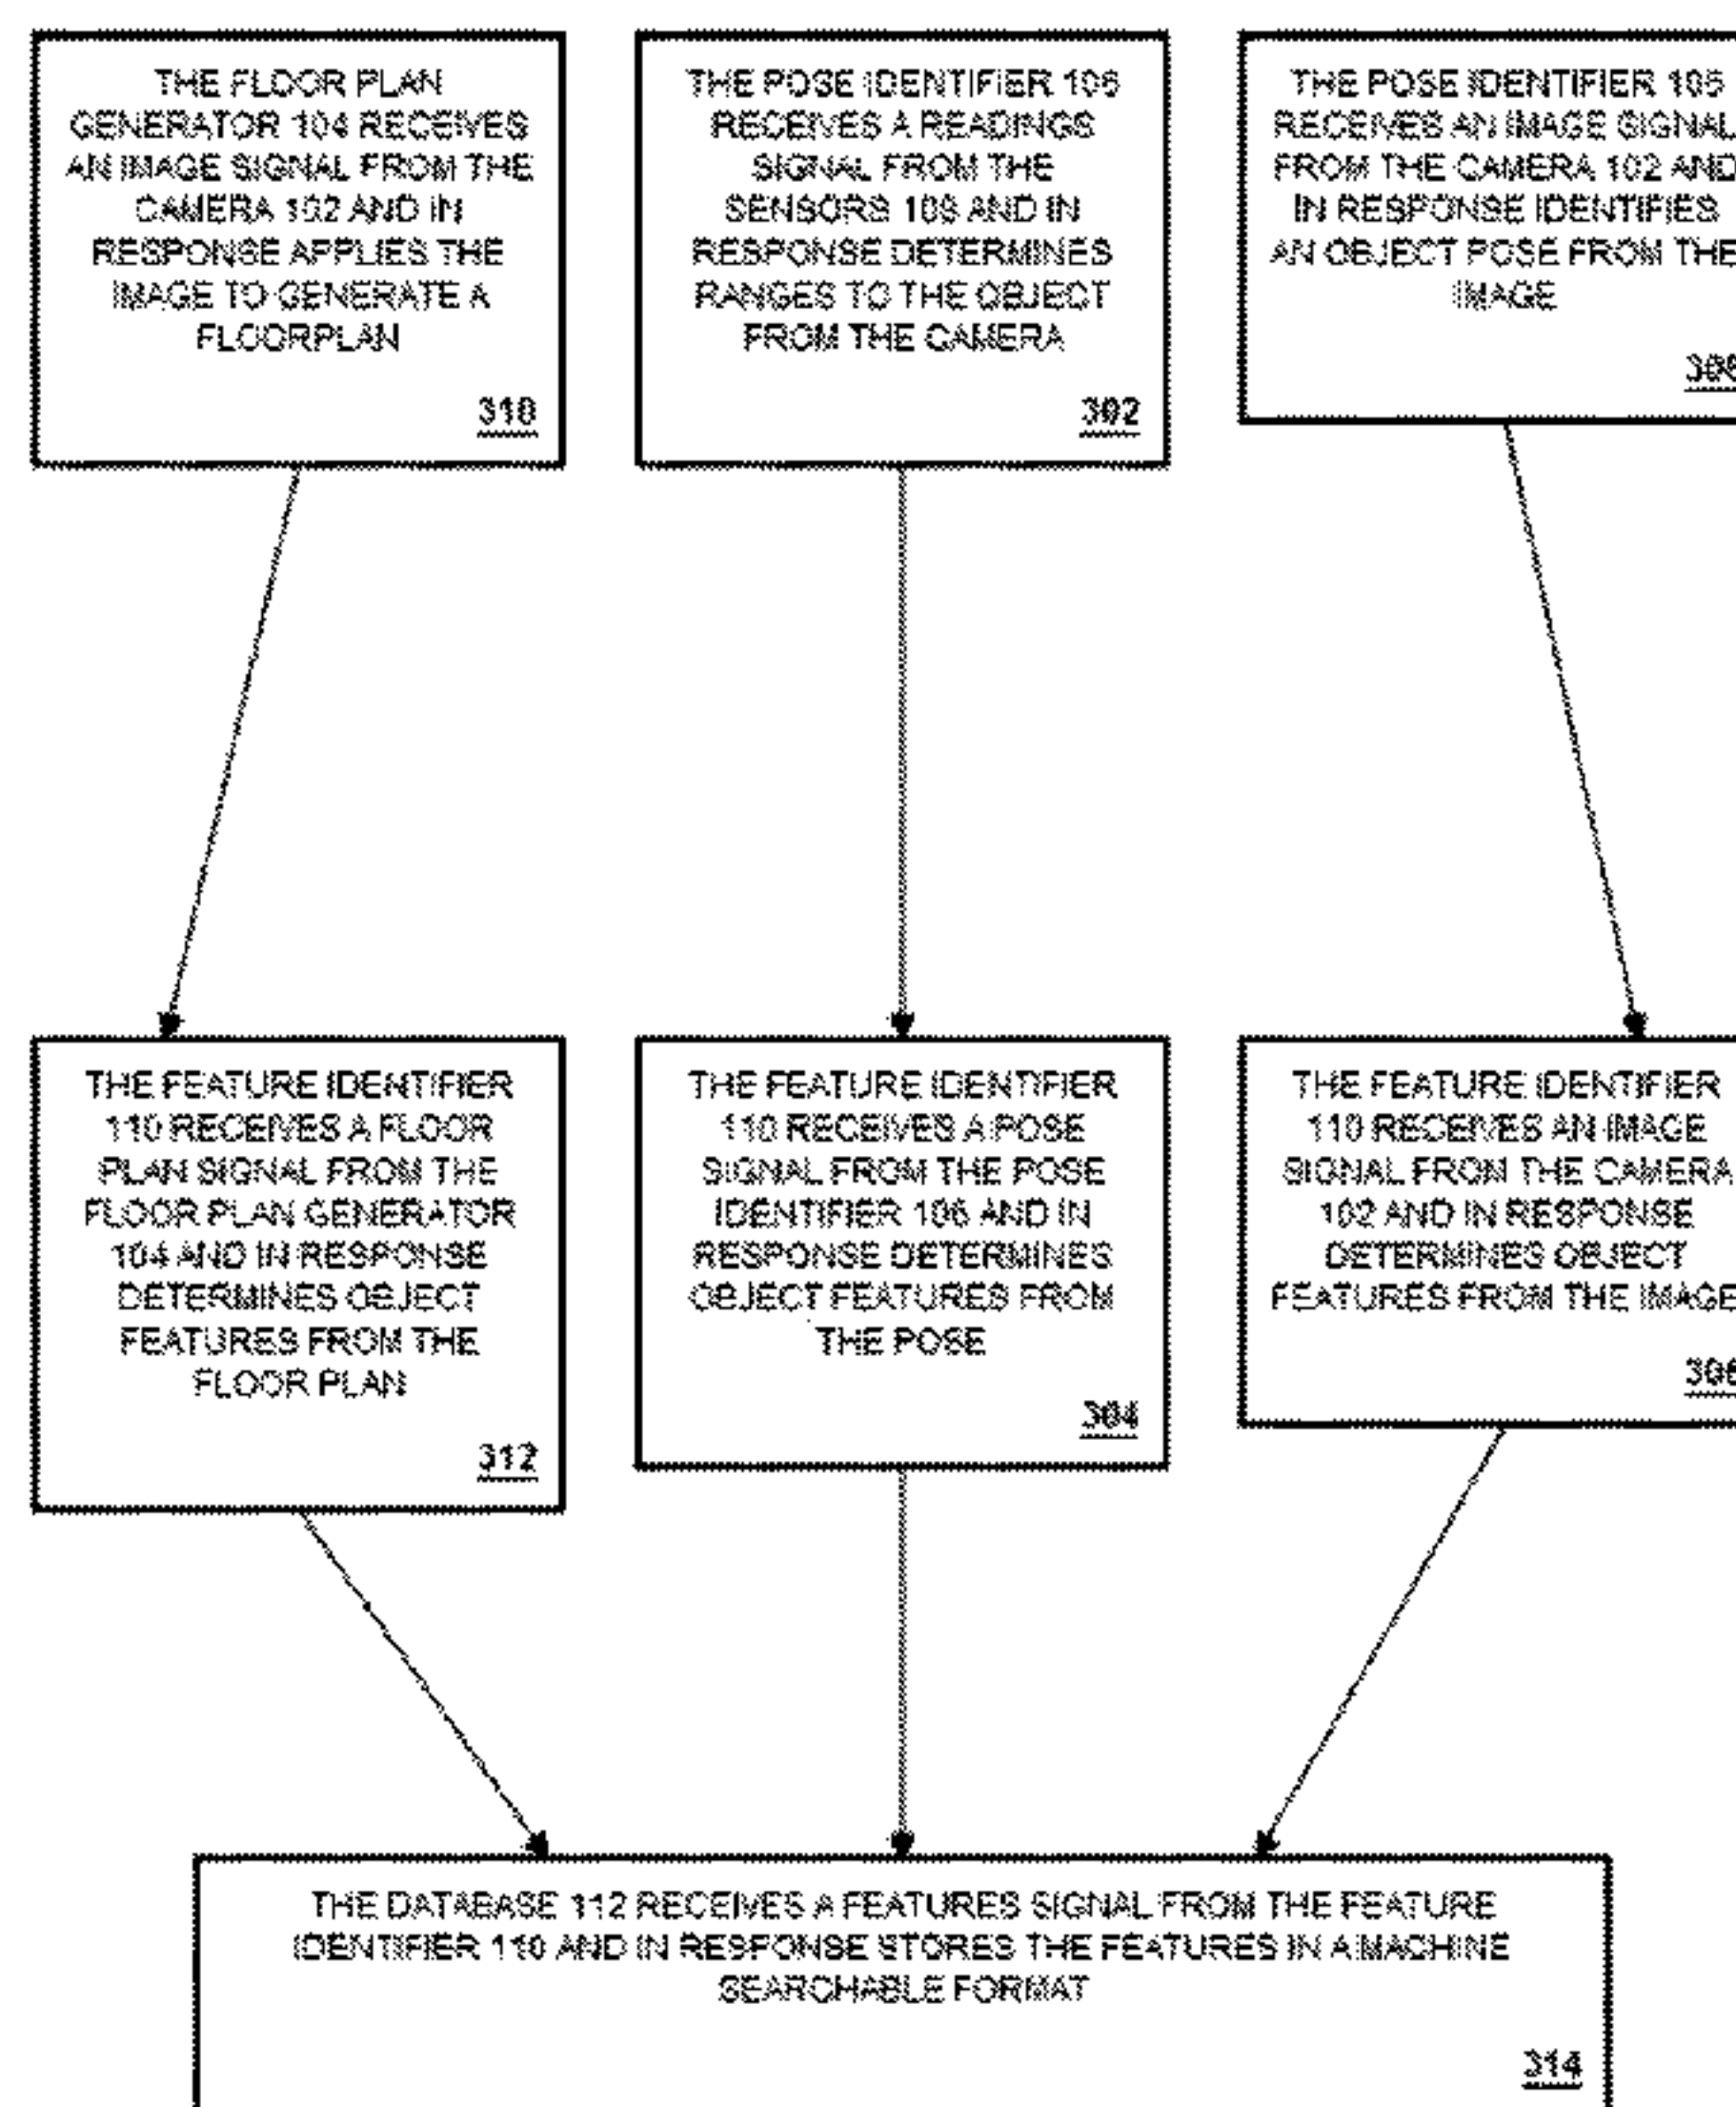 THE FLOOR PLAN
GENERATOR 104 RECEIVES
AN IMAGE SIGNAL FROM THE
CAMERA 102 AND IN
RESPONSE APPLIES THE
IMAGE TO GENERATE A
FLOORPLAN
310
THE POSE IDENTIFIER 106
RECEIVES A READINGS
SIGNAL FROM THE
SENSORS 108 AND IN
RESPONSE DETERMINES
RANGES TO THE OBJECT
FROM THE CAMERA
302
THE POSE IDENTIFIER 106
RECEIVES AN IMAGE SIGNAL
FROM THE CAMERA 102 AND
IN RESPONSE IDENTIFIES
AN OBJECT POSE FROM THE
IMAGE
308
THE FEATURE IDENTIFIER
110 RECEIVES A FLOOR
PLAN SIGNAL FROM THE
FLOOR PLAN GENERATOR
104 AND IN RESPONSE
DETERMINES OBJECT
FEATURES FROM THE
FLOOR PLAN
312
THE FEATURE IDENTIFIER
110 RECEIVES A POSE
SIGNAL FROM THE POSE
IDENTIFIER 106 AND IN
RESPONSE DETERMINES
OBJECT FEATURES FROM
THE POSE
304
THE FEATURE IDENTIFIER
110 RECEIVES AN IMAGE
SIGNAL FROM THE CAMERA
102 AND IN RESPONSE
DETERMINES OBJECT
FEATURES FROM THE IMAGE
306
THE DATABASE 112 RECEIVES A FEATURES SIGNAL FROM THE FEATURE
IDENTIFIER 110 AND IN RESPONSE STORES THE FEATURES IN A MACHINE
SEARCHABLE FORMAT
314